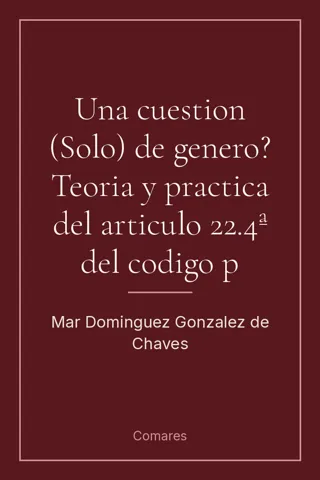 Una cuestion
(Solo) de genero?
Teoria y practica
del articulo 22.4ª
del codigo p
Mar Dominguez Gonzalez de
Chaves
Comares